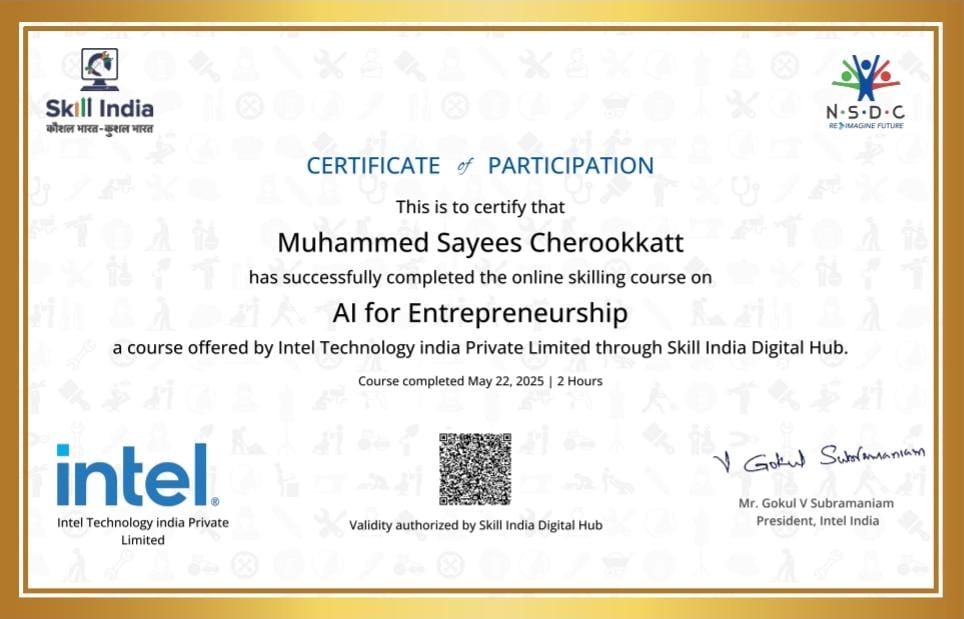 Skill India
कौशल भारत-कुशल भारत
N·S·D·C
RE IMAGINE FUTURE
CERTIFICATE of PARTICIPATION
This is to certify that
Muhammed Sayees Cherookkatt
has successfully completed the online skilling course on
AI for Entrepreneurship
a course offered by Intel Technology india Private Limited through Skill India Digital Hub.
Course completed May 22, 2025 | 2 Hours
intel®
Intel Technology india Private
Limited
Validity authorized by Skill India Digital Hub
V Gokul Subramaniam
Mr. Gokul V Subramaniam
President, Intel India